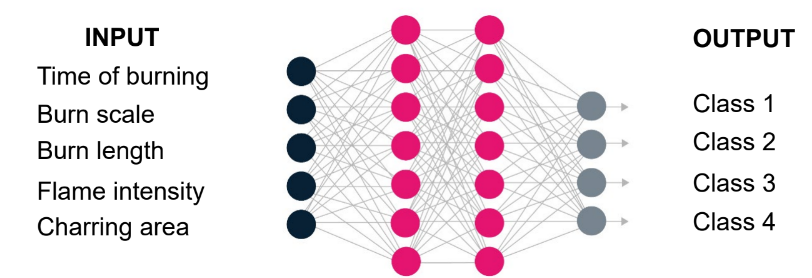 INPUT
Time of burning
Burn scale
Burn length
Flame intensity
Charring area
OUTPUT
Class 1
Class 2
Class 3
Class 4